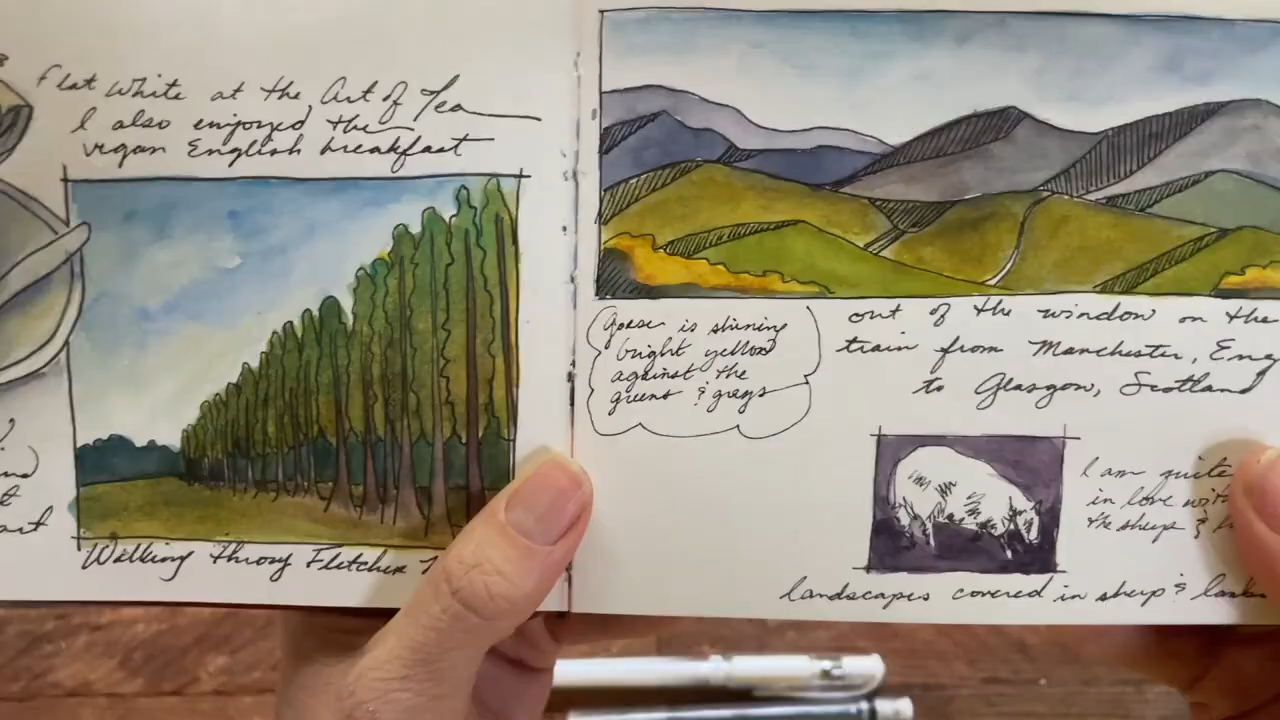 Flat White at the Art of Tea
I also enjoyed the
vegan English breakfast
Walking throug Fletcher
out of the window on the
train from Manchester, Eng
to Glasgow, Scotland
Gorse is shining
bright yellow
against the
greens & grays
I am quite
in love with
the sheep &
landscapes covered in sheep &